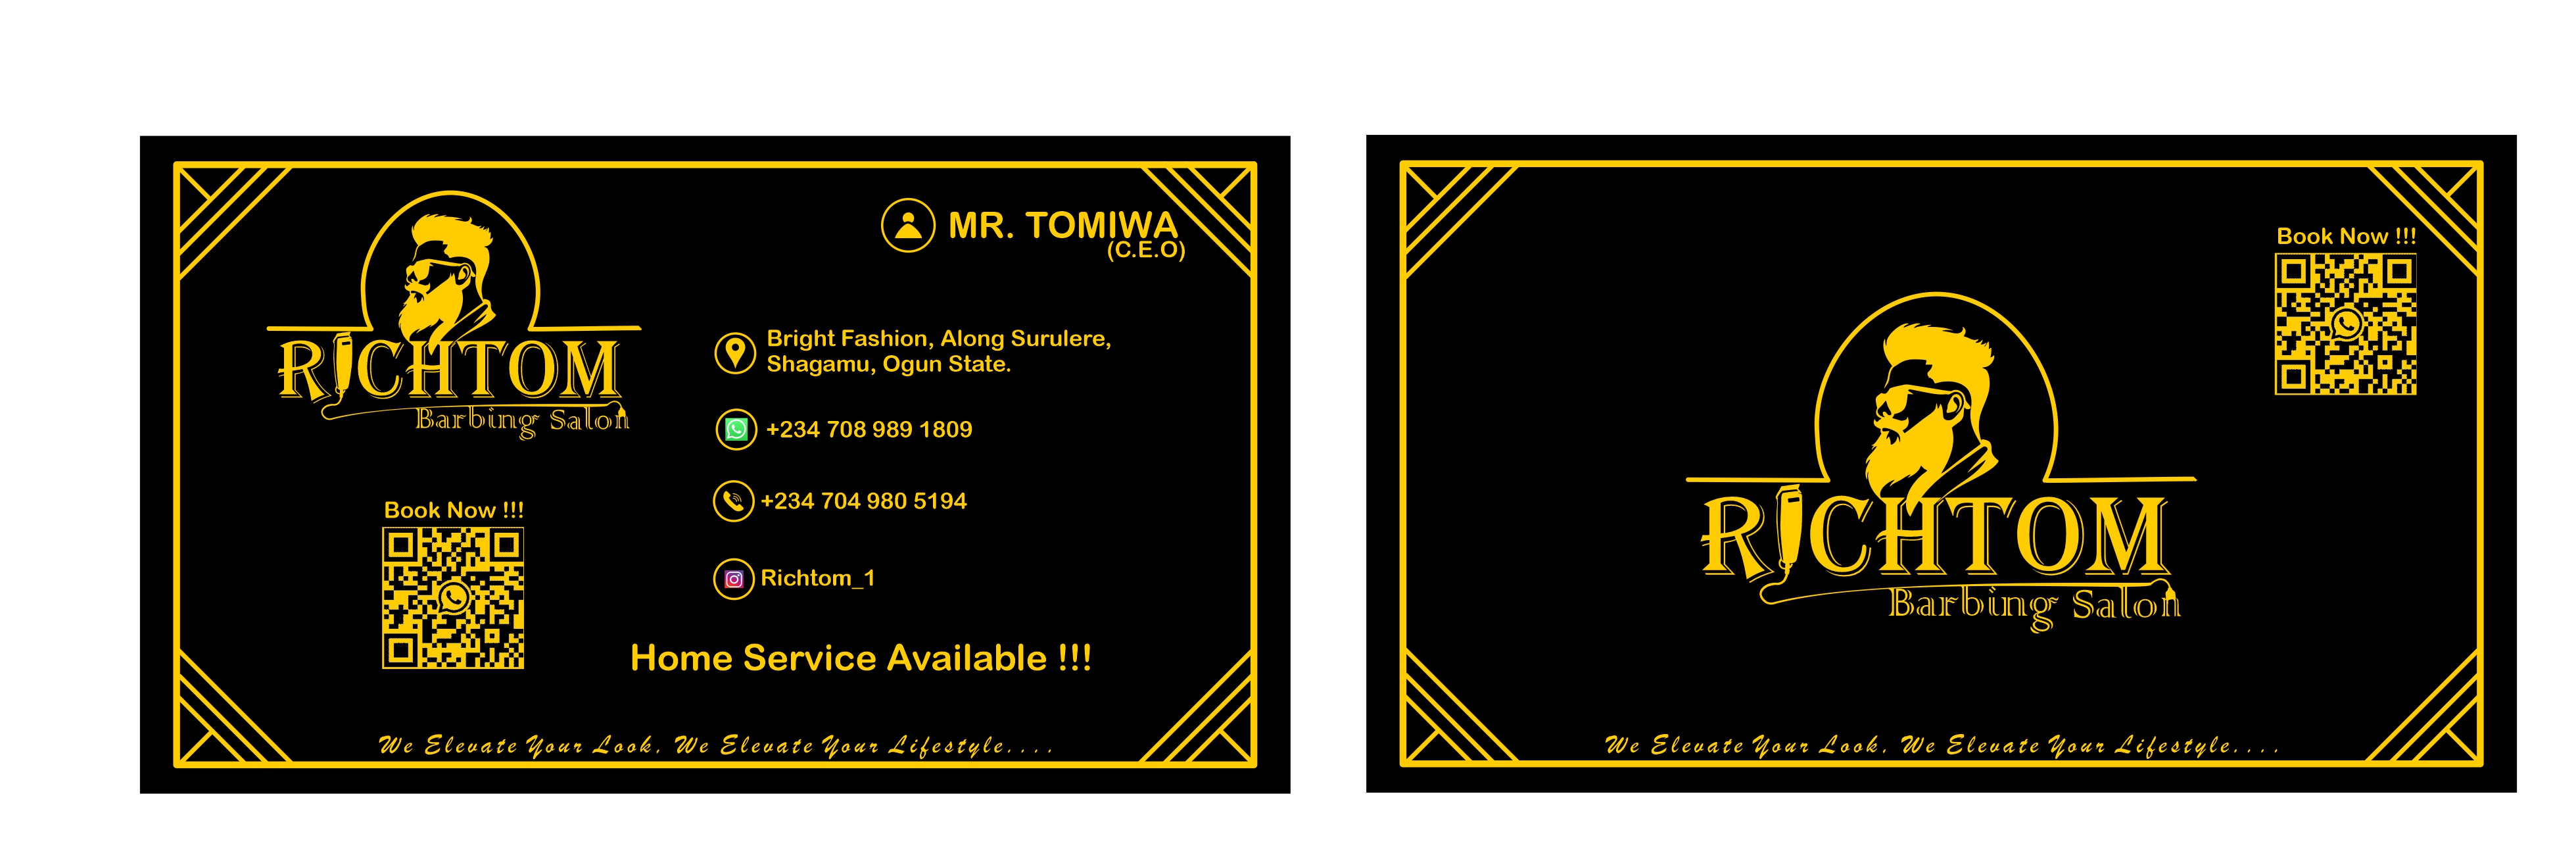 RICHTOM
Barbing Salon
MR. TOMIWA
(C.E.O)
Bright Fashion, Along Surulere,
Shagamu, Ogun State.
+234 708 989 1809
+234 704 980 5194
Richtom_1
Book Now !!!
Home Service Available !!!
We Elevate Your Look, We Elevate Your Lifestyle....
Book Now !!!
RICHTOM
Barbing Salon
We Elevate Your Look, We Elevate Your Lifestyle....